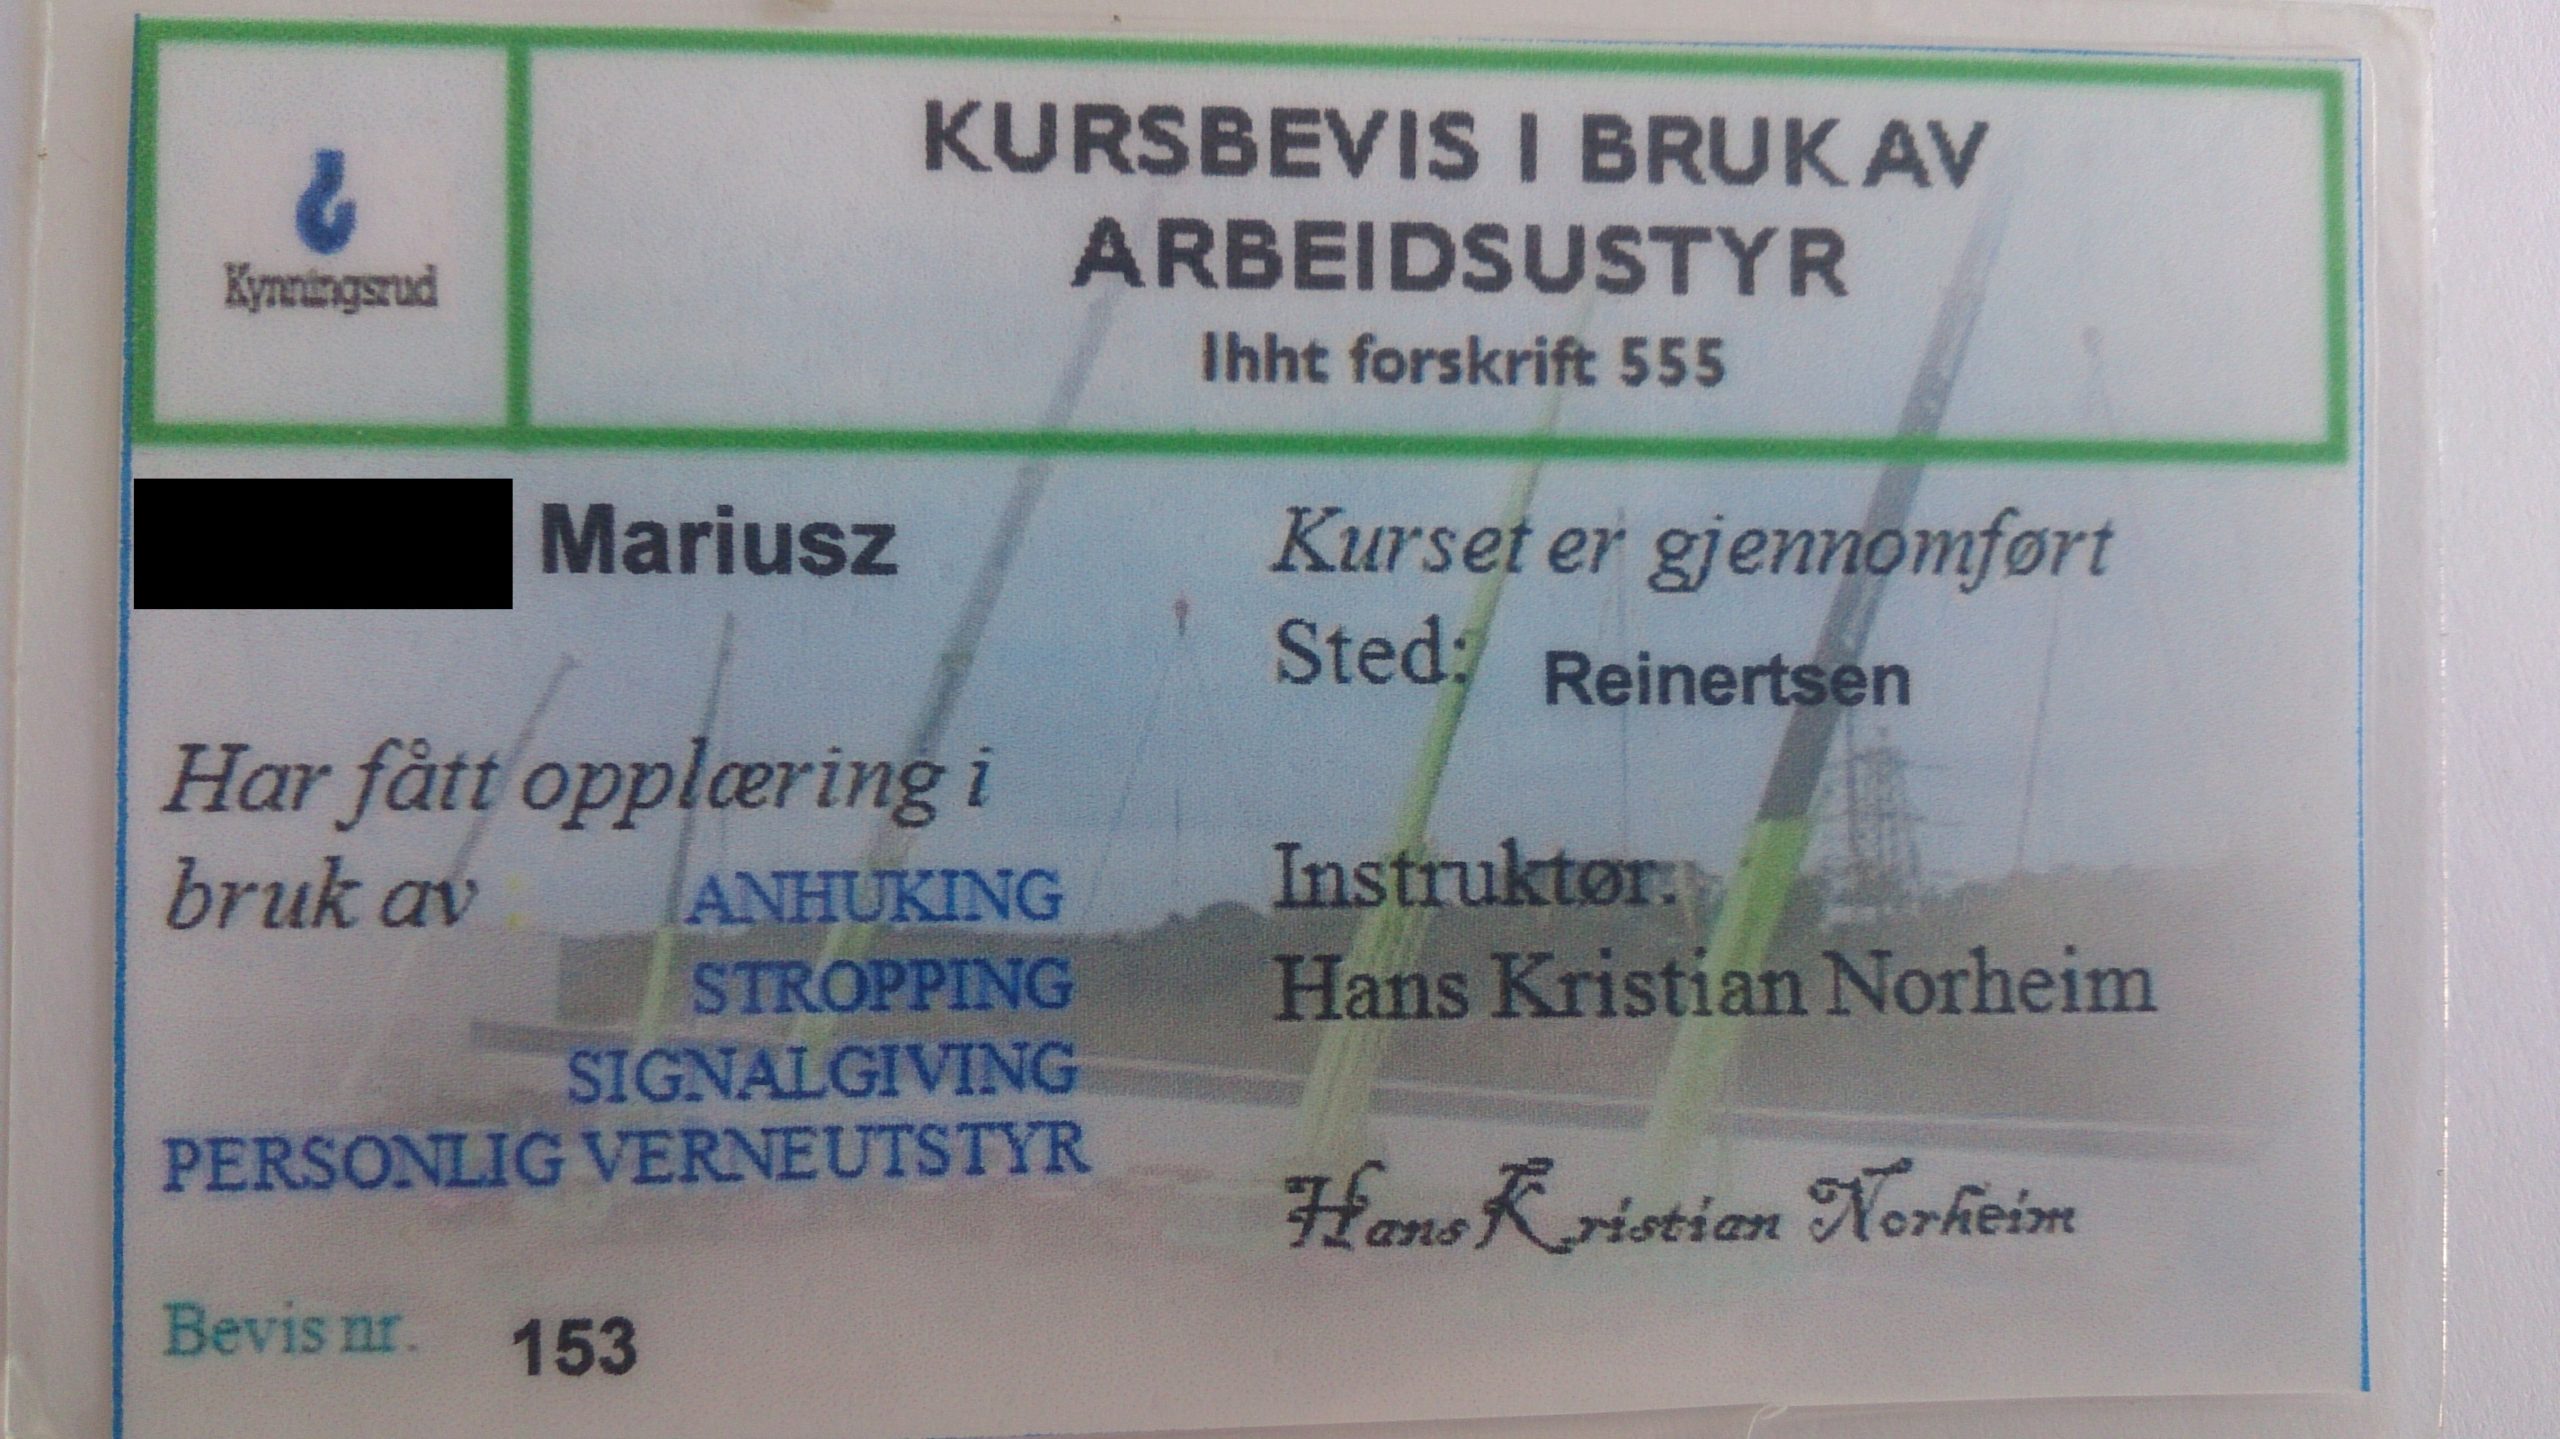 Kynningsrud
KURSBEVIS I BRUK AV
ARBEIDSUSTYR
Ihht forskrift 555
Mariusz
Har fått opplæring i
bruk av :
ANHUKING
STROPPING
SIGNALGIVING
PERSONLIG VERNEUTSTYR
Bevis nr. 153
Kurset er gjennomført
Sted: Reinertsen
Instruktør:
Hans Kristian Norheim
Hans Kristian Norheim